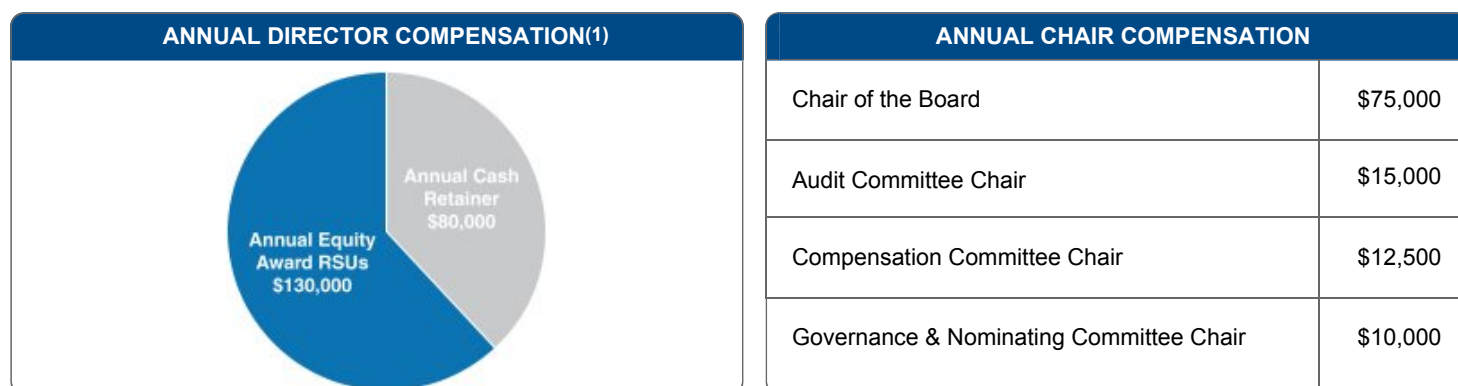 ANNUAL DIRECTOR COMPENSATION(1)
Annual Cash
Retainer
$80,000
Annual Equity
Award RSUs
$130,000
ANNUAL CHAIR COMPENSATION
Chair of the Board $75,000
Audit Committee Chair $15,000
Compensation Committee Chair $12,500
Governance & Nominating Committee Chair $10,000